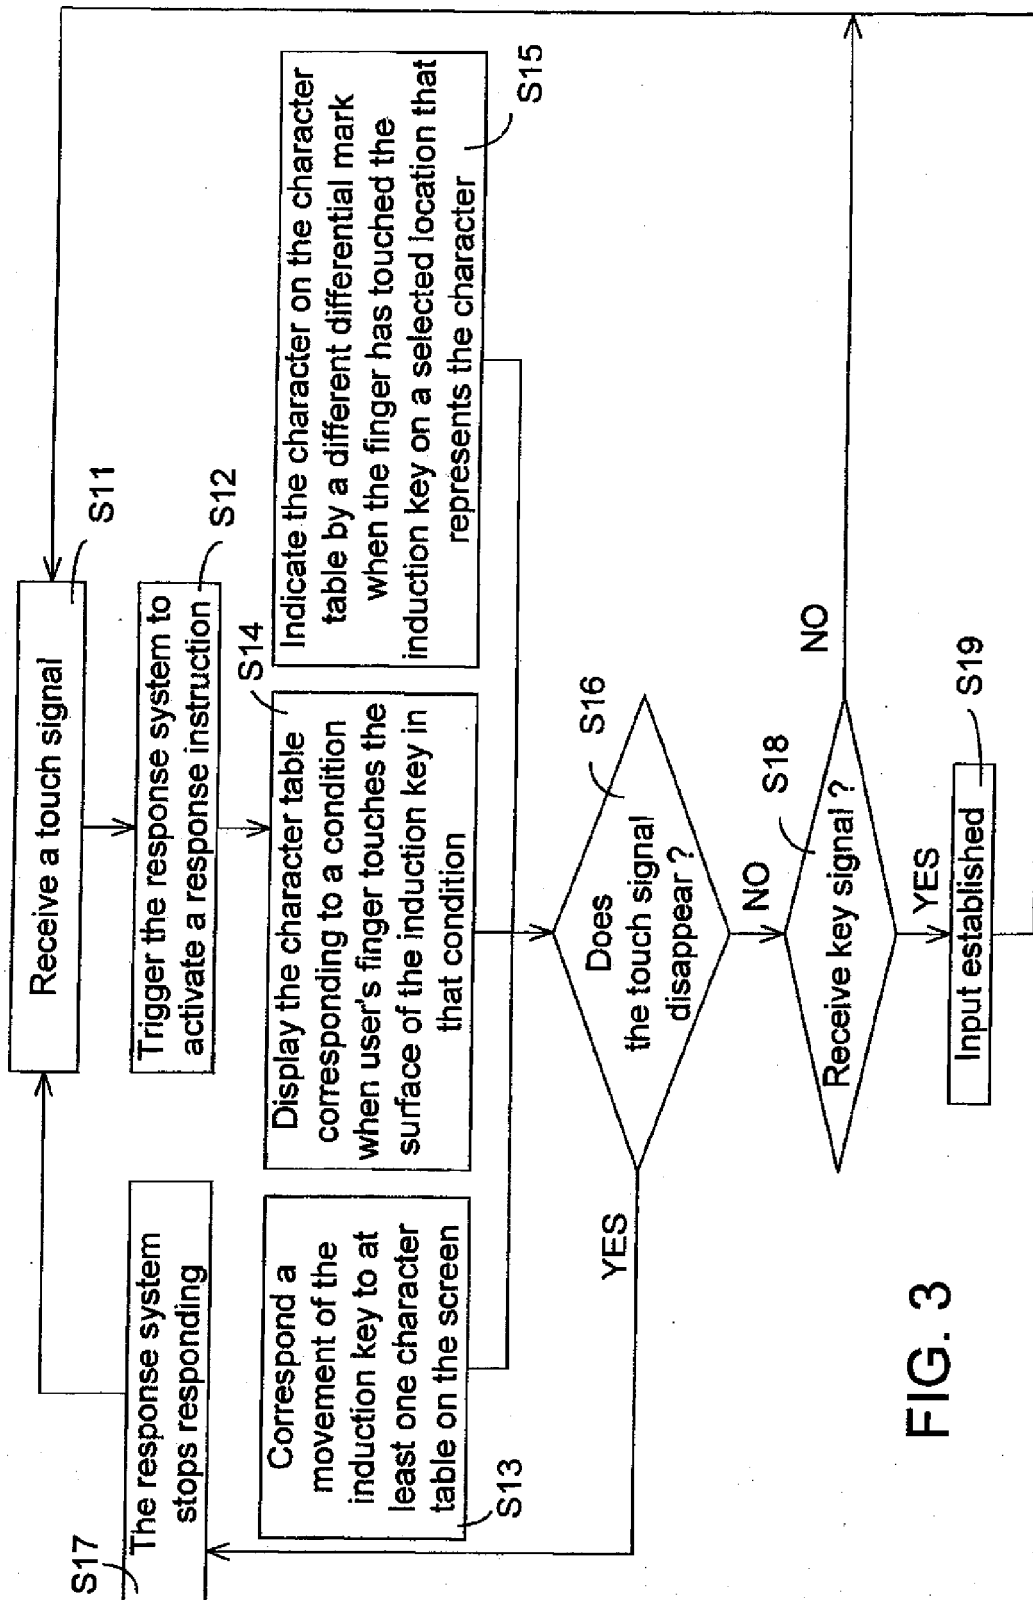 Receive a touch signal
S11
Trigger the response system to
activate a response instruction
S12
S17
The response system
stops responding
Correspond a
movement of the
induction key to at
least one character
table on the screen
S13
Display the character table
corresponding to a condition
when user's finger touches the
surface of the induction key in
that condition
S14
Indicate the character on the character
table by a different differential mark
when the finger has touched the
induction key on a selected location that
represents the character
S15
Does
the touch signal
disappear ?
S16
YES
NO
Receive key signal ?
S18
NO
YES
Input established
S19
FIG. 3